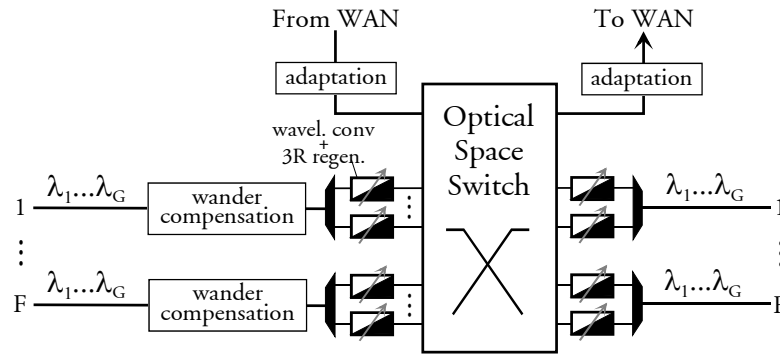 From WAN
To WAN
adaptation
adaptation
Optical
Space
Switch
wavel. conv
+
3R regen.
λ1...λG
wander
compensation
λ1...λG
1
1
λ1...λG
wander
compensation
λ1...λG
F
F